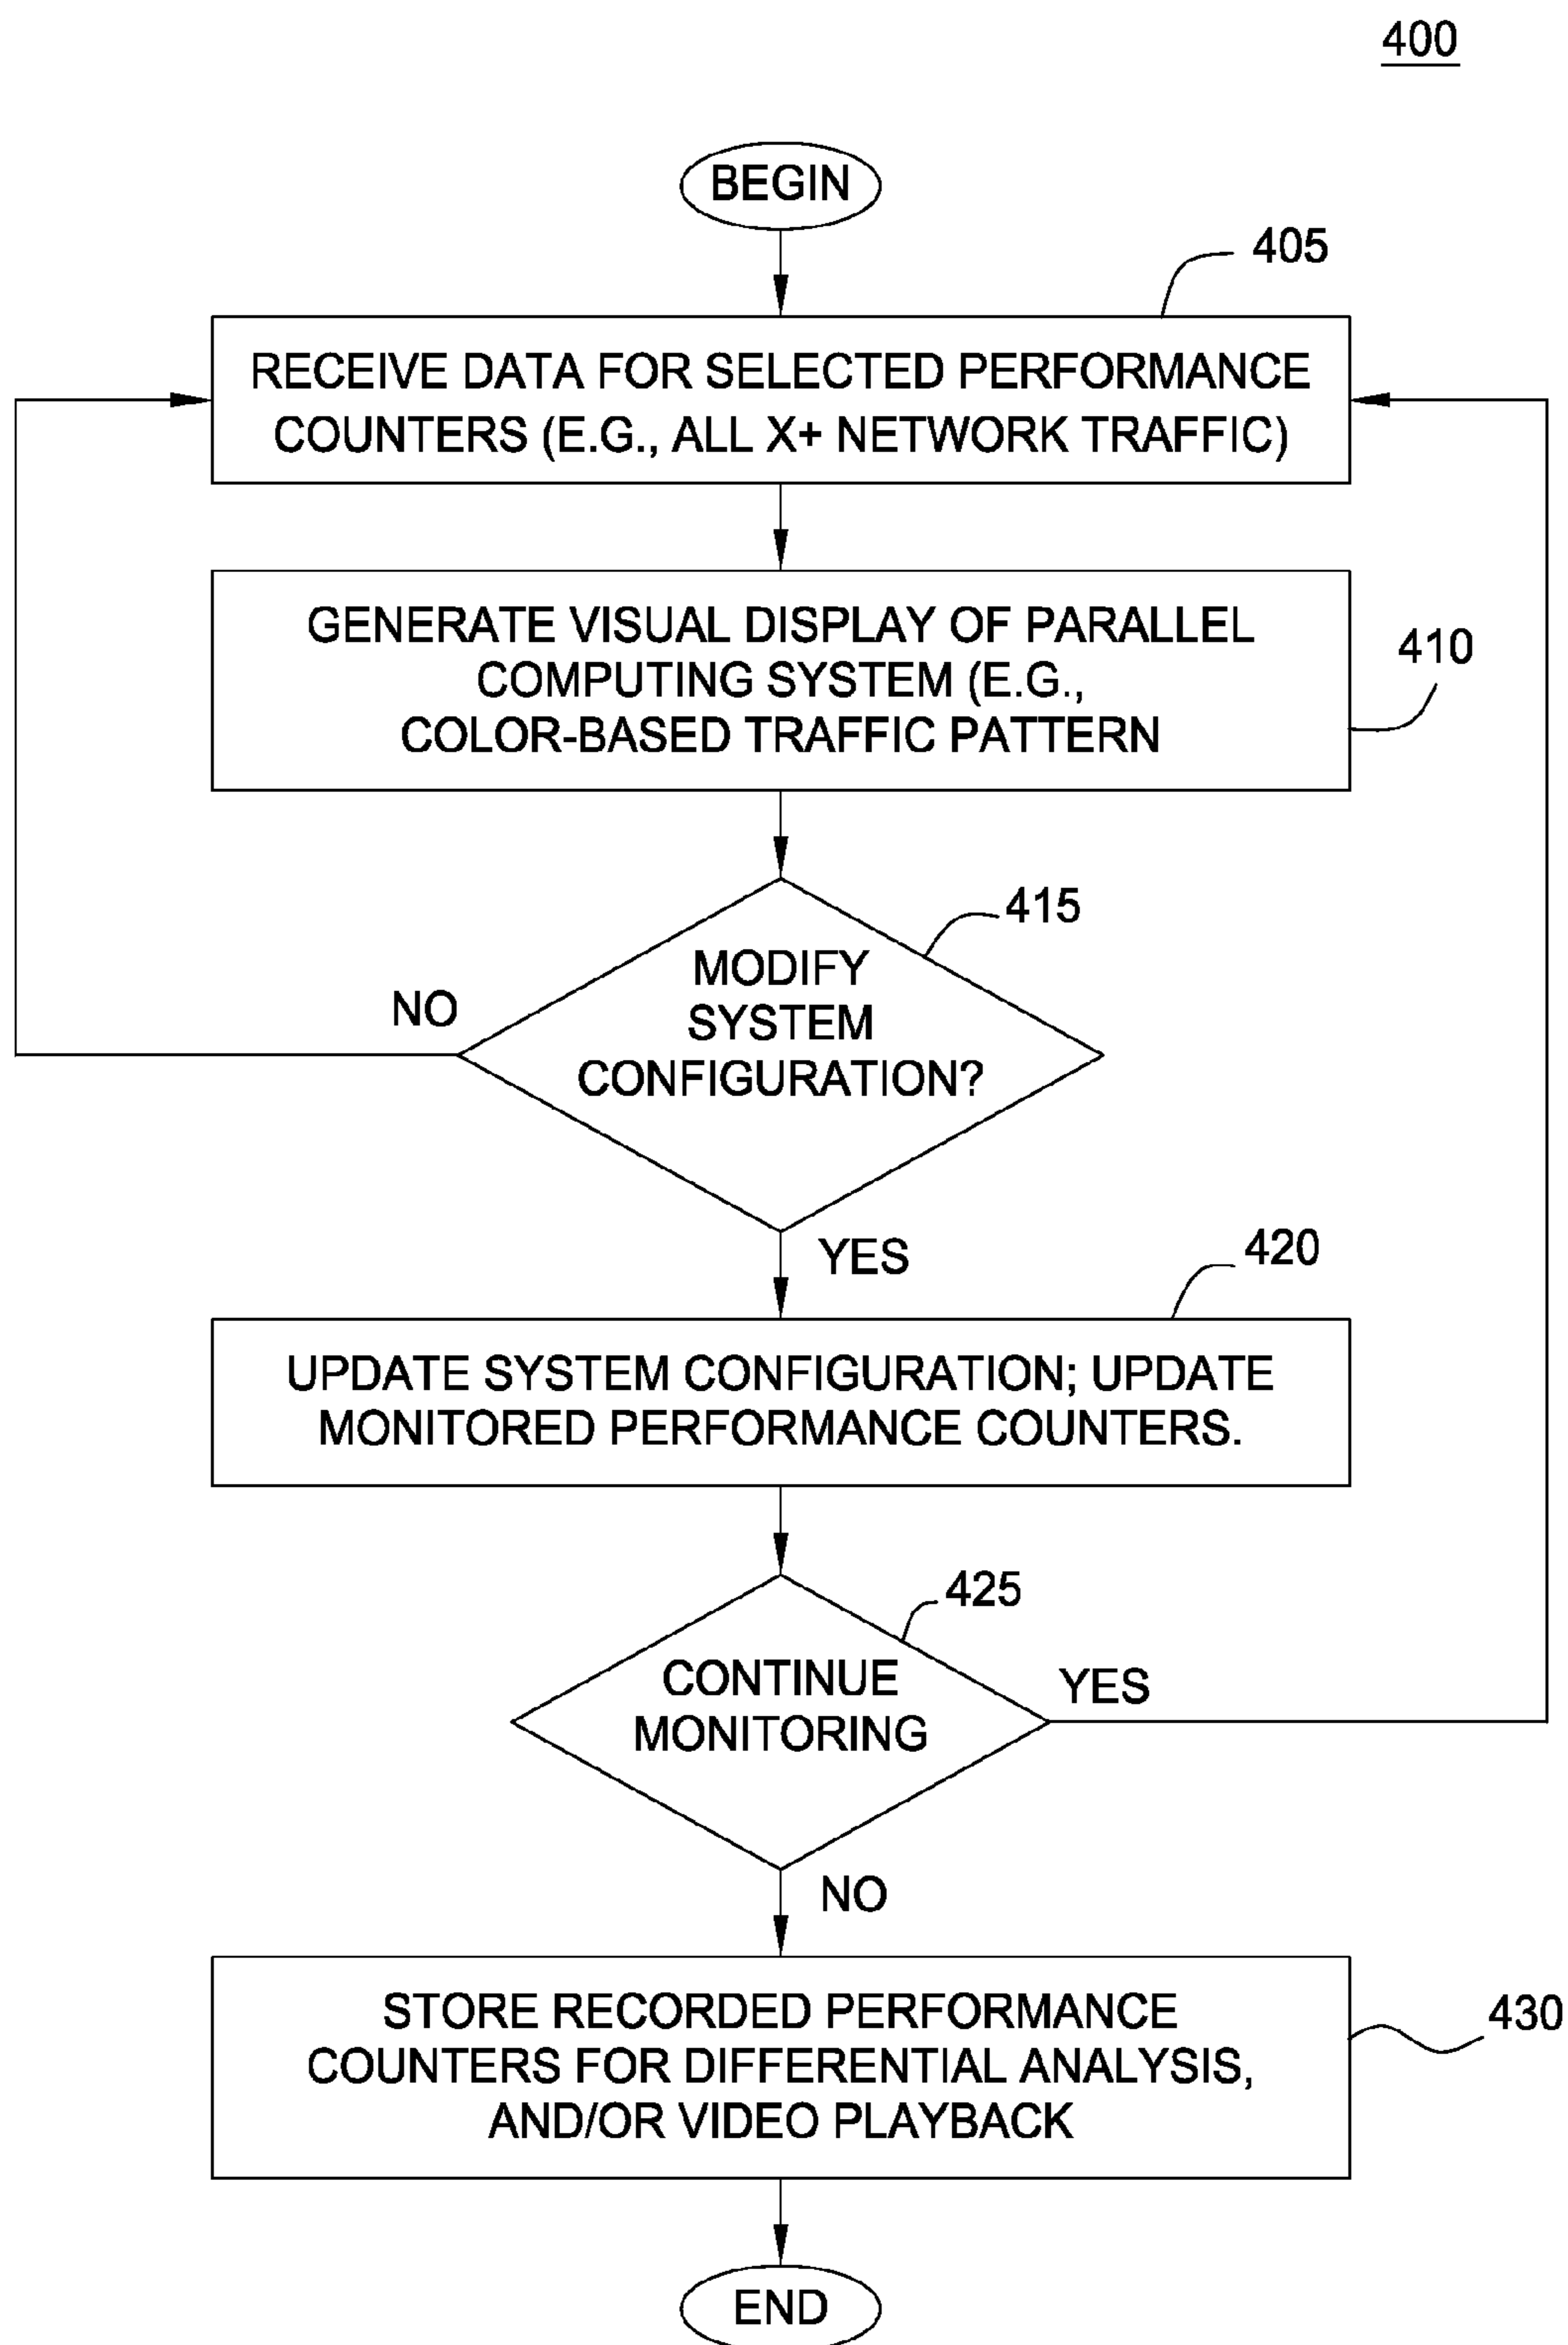 400
BEGIN
405
RECEIVE DATA FOR SELECTED PERFORMANCE
COUNTERS (E.G., ALL X+ NETWORK TRAFFIC)
GENERATE VISUAL DISPLAY OF PARALLEL
COMPUTING SYSTEM (E.G.,
COLOR-BASED TRAFFIC PATTERN
410
415
MODIFY
SYSTEM
CONFIGURATION?
NO
YES
420
UPDATE SYSTEM CONFIGURATION; UPDATE
MONITORED PERFORMANCE COUNTERS.
425
CONTINUE
MONITORING
YES
NO
STORE RECORDED PERFORMANCE
COUNTERS FOR DIFFERENTIAL ANALYSIS,
AND/OR VIDEO PLAYBACK
430
END